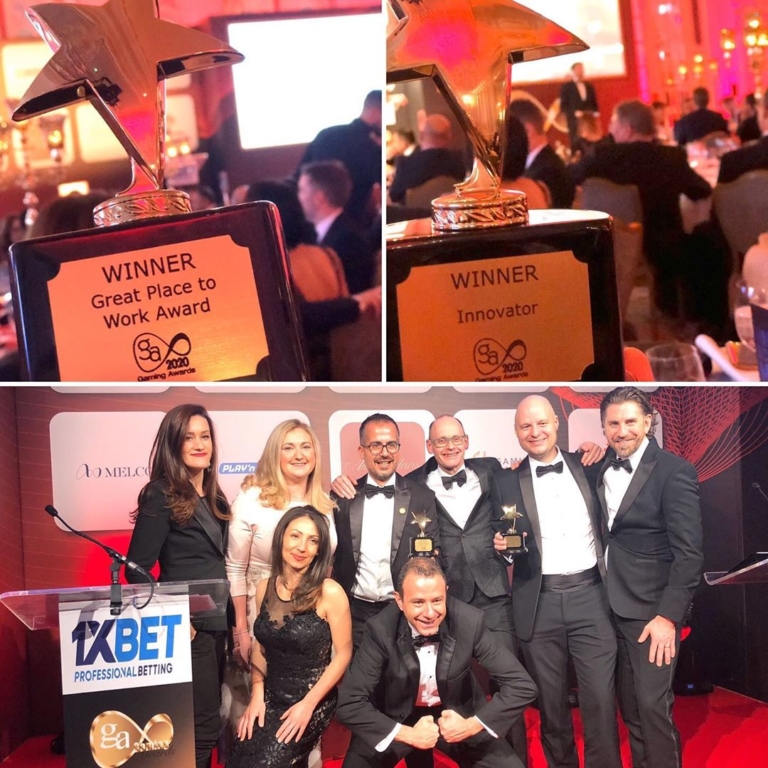 WINNER
Great Place to
Work Award
ga
2020
Gaming Awards
WINNER
Innovator
ga
2020
Gaming Awards
MELCO
PLAY'n
1XBET
PROFESSIONAL BETTING
ga